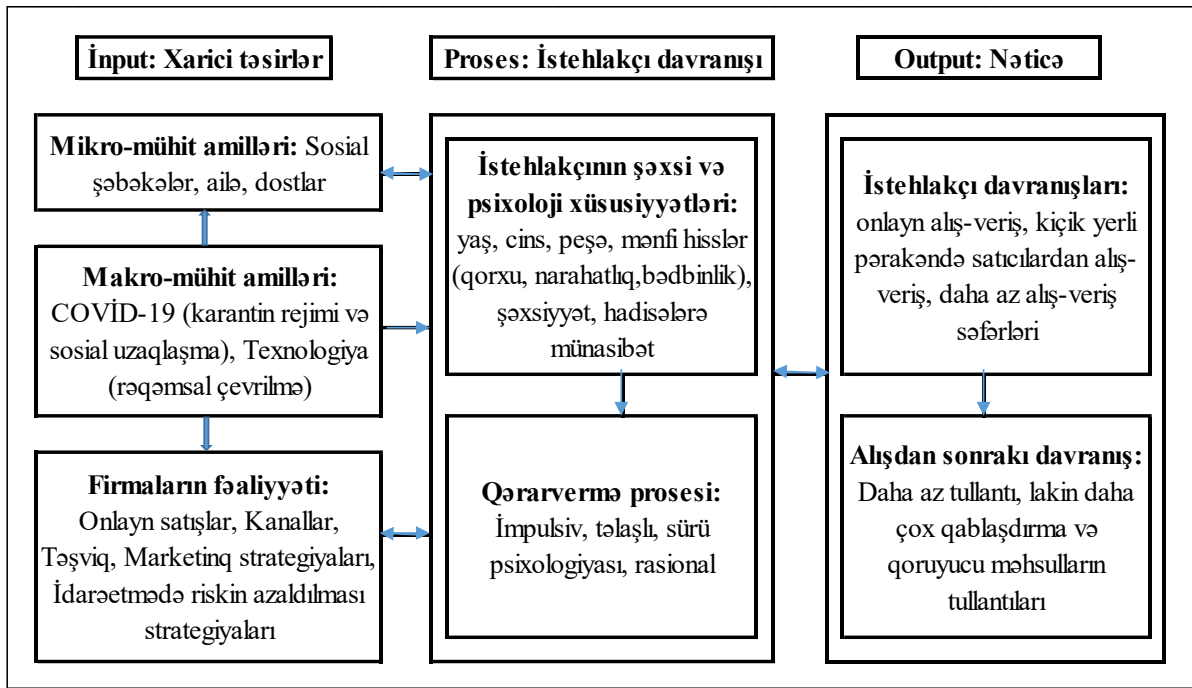 İnput: Xarici təsirlər
Mikro-mühit amilləri: Sosial
şəbəkələr, ailə, dostlar
Makro-mühit amilləri:
COVİD-19 (karantin rejimi və
sosial uzaqlaşma), Texnologiya
(rəqəmsal çevrilmə)
Firmaların fəaliyyəti:
Onlayn satışlar, Kanallar,
Təşviq, Marketinq strategiyaları,
İdarəetmədə riskin azaldılması
strategiyaları
Proses: İstehlakçı davranışı
İstehlakçının şəxsi və
psixoloji xüsusiyyətləri:
yaş, cins, peşə, mənfi hisslər
(qorxu, narahatlıq,bədbinlik),
şəxsiyyət, hadisələrə
münasibət
Qərarvermə prosesi:
İmpulsiv, təlaşlı, sürü
psixologiyası, rasional
Output: Nəticə
İstehlakçı davranışları:
onlayn alış-veriş, kiçik yerli
pərakəndə satıcılardan alış-
veriş, daha az alış-veriş
səfərləri
Alışdan sonrakı davranış:
Daha az tullantı, lakin daha
çox qablaşdırma və
qoruyucu məhsulların
tullantıları